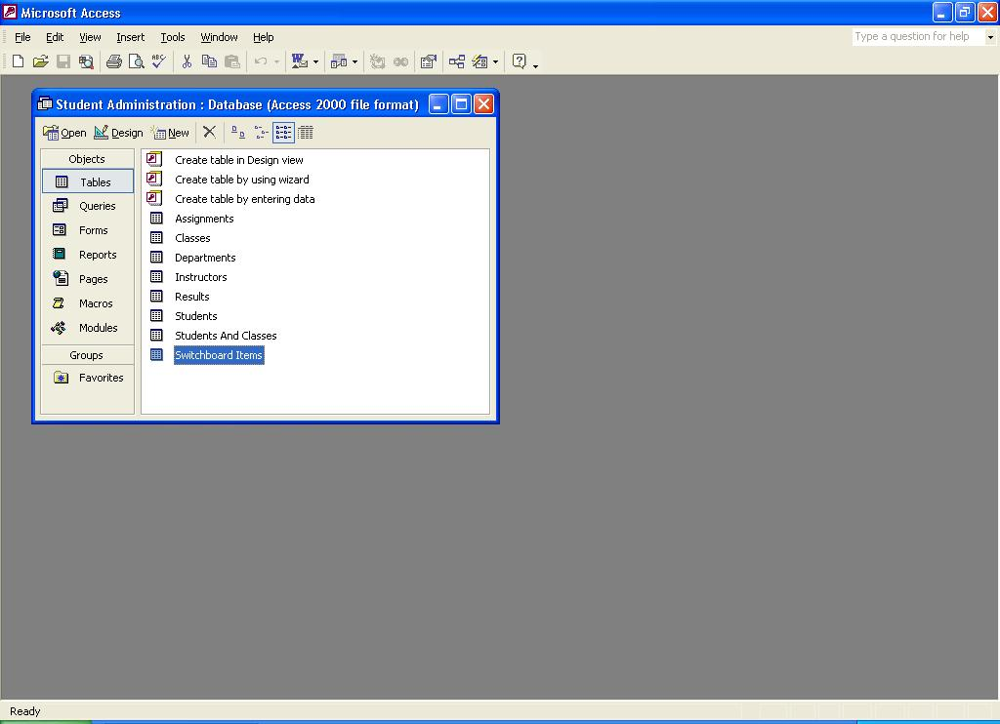 Microsoft Access
File Edit View Insert Tools Window Help
Type a question for help
Student Administration : Database (Access 2000 file format)
Open Design New
Objects
Tables
Queries
Forms
Reports
Pages
Macros
Modules
Groups
Favorites
Create table in Design view
Create table by using wizard
Create table by entering data
Assignments
Classes
Departments
Instructors
Results
Students
Students And Classes
Switchboard Items
Ready